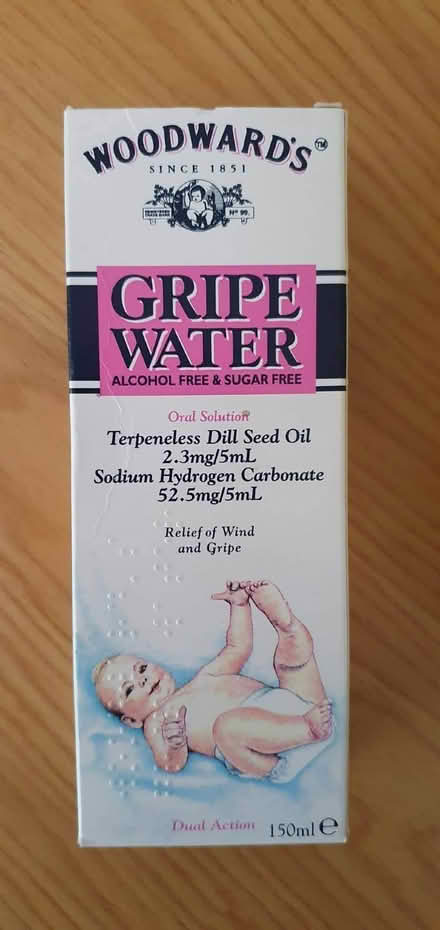 WOODWARD'S™
SINCE 1851
Nº 99.
GRIPE
WATER
ALCOHOL FREE & SUGAR FREE
Oral Solution
Terpeneless Dill Seed Oil
2.3mg/5mL
Sodium Hydrogen Carbonate
52.5mg/5mL
Relief of Wind
and Gripe
Dual Action
150ml ℮